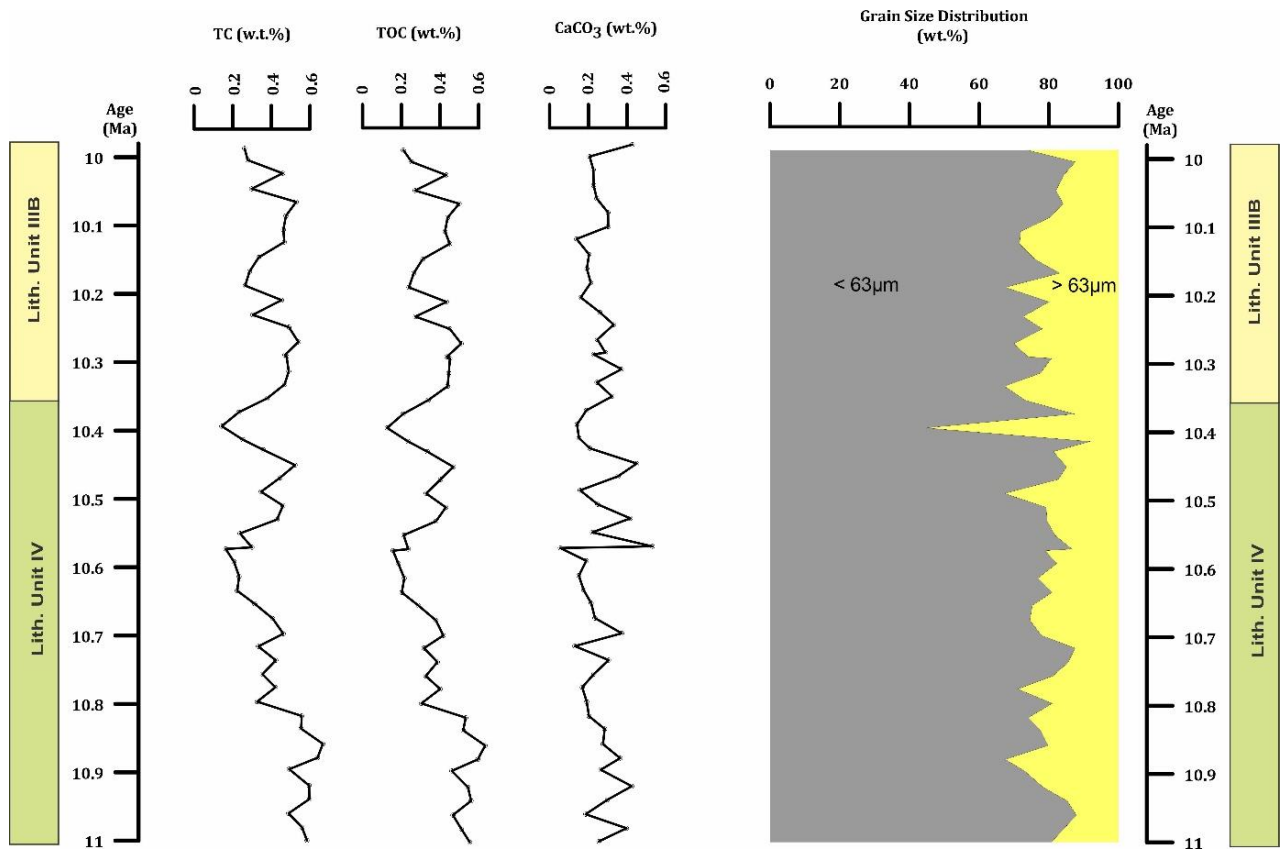 TC (w.t.%)
TOC (wt.%)
CaCO₃ (wt.%)
Grain Size Distribution
(wt.%)
0.2 0.4 0.6
0 0.2 0.4 0.6
0 0.2 0.4 0.6
0 20 40 60 80 100
Age
(Ma)
Age
(Ma)
Lith. Unit IIIB
Lith. Unit IV
10
10.1
10.2
10.3
10.4
10.5
10.6
10.7
10.8
10.9
11
< 63µm
> 63µm
10
10.1
10.2
10.3
10.4
10.5
10.6
10.7
10.8
10.9
11
Lith. Unit IIIB
Lith. Unit IV